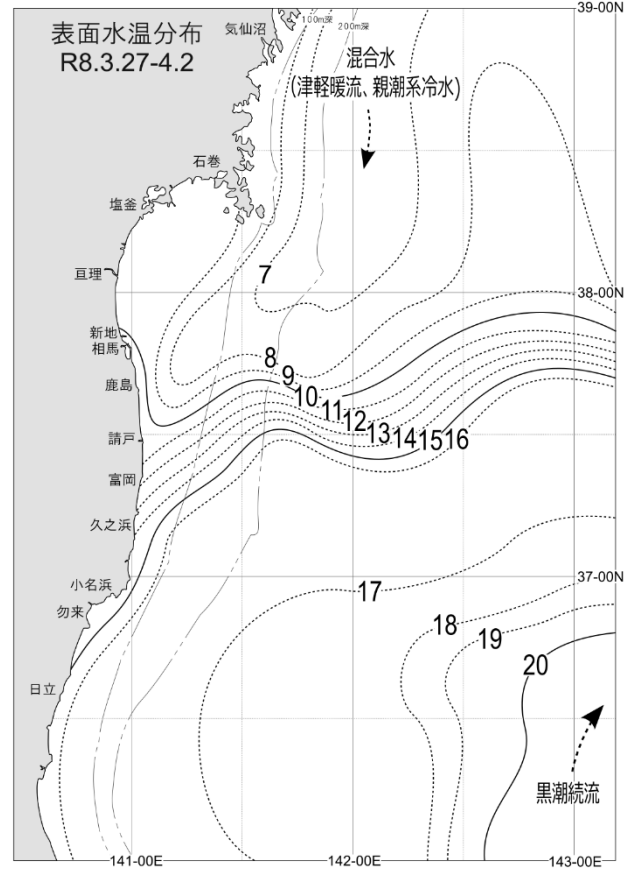 表面水温分布
R8.3.27-4.2
気仙沼
100m深
200m深
39-00N
混合水
(津軽暖流、親潮系冷水)
石巻
塩釜
亘理
7
38-00N
新地
相馬
鹿島
8
9
10
11
12
13
14
15
16
請戸
富岡
久之浜
小名浜
勿来
37-00N
17
18
19
20
日立
黒潮続流
141-00E
142-00E
143-00E